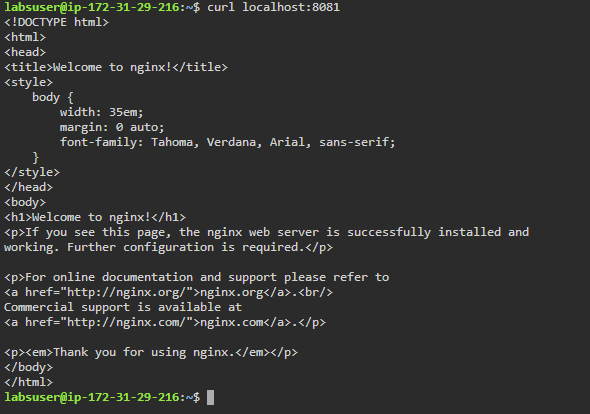 labsuser@ip-172-31-29-216:~$ curl localhost:8081
<!DOCTYPE html>
<html>
<head>
<title>Welcome to nginx!</title>
<style>
    body {
        width: 35em;
        margin: 0 auto;
        font-family: Tahoma, Verdana, Arial, sans-serif;
    }
</style>
</head>
<body>
<h1>Welcome to nginx!</h1>
<p>If you see this page, the nginx web server is successfully installed and
working. Further configuration is required.</p>

<p>For online documentation and support please refer to
<a href="http://nginx.org/">nginx.org</a>.<br/>
Commercial support is available at
<a href="http://nginx.com/">nginx.com</a>.</p>

<p><em>Thank you for using nginx.</em></p>
</body>
</html>
labsuser@ip-172-31-29-216:~$